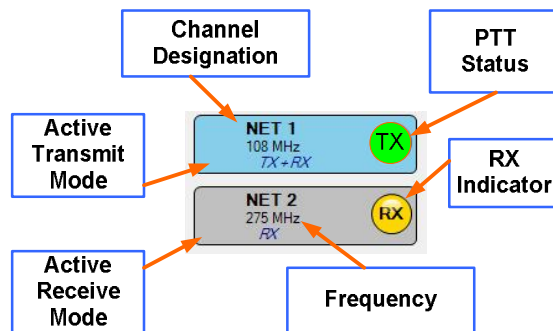 Channel
Designation
PTT
Status
Active
Transmit
Mode
NET 1
108 MHz
TX+RX
TX
RX
Indicator
NET 2
275 MHz
RX
RX
Active
Receive
Mode
Frequency